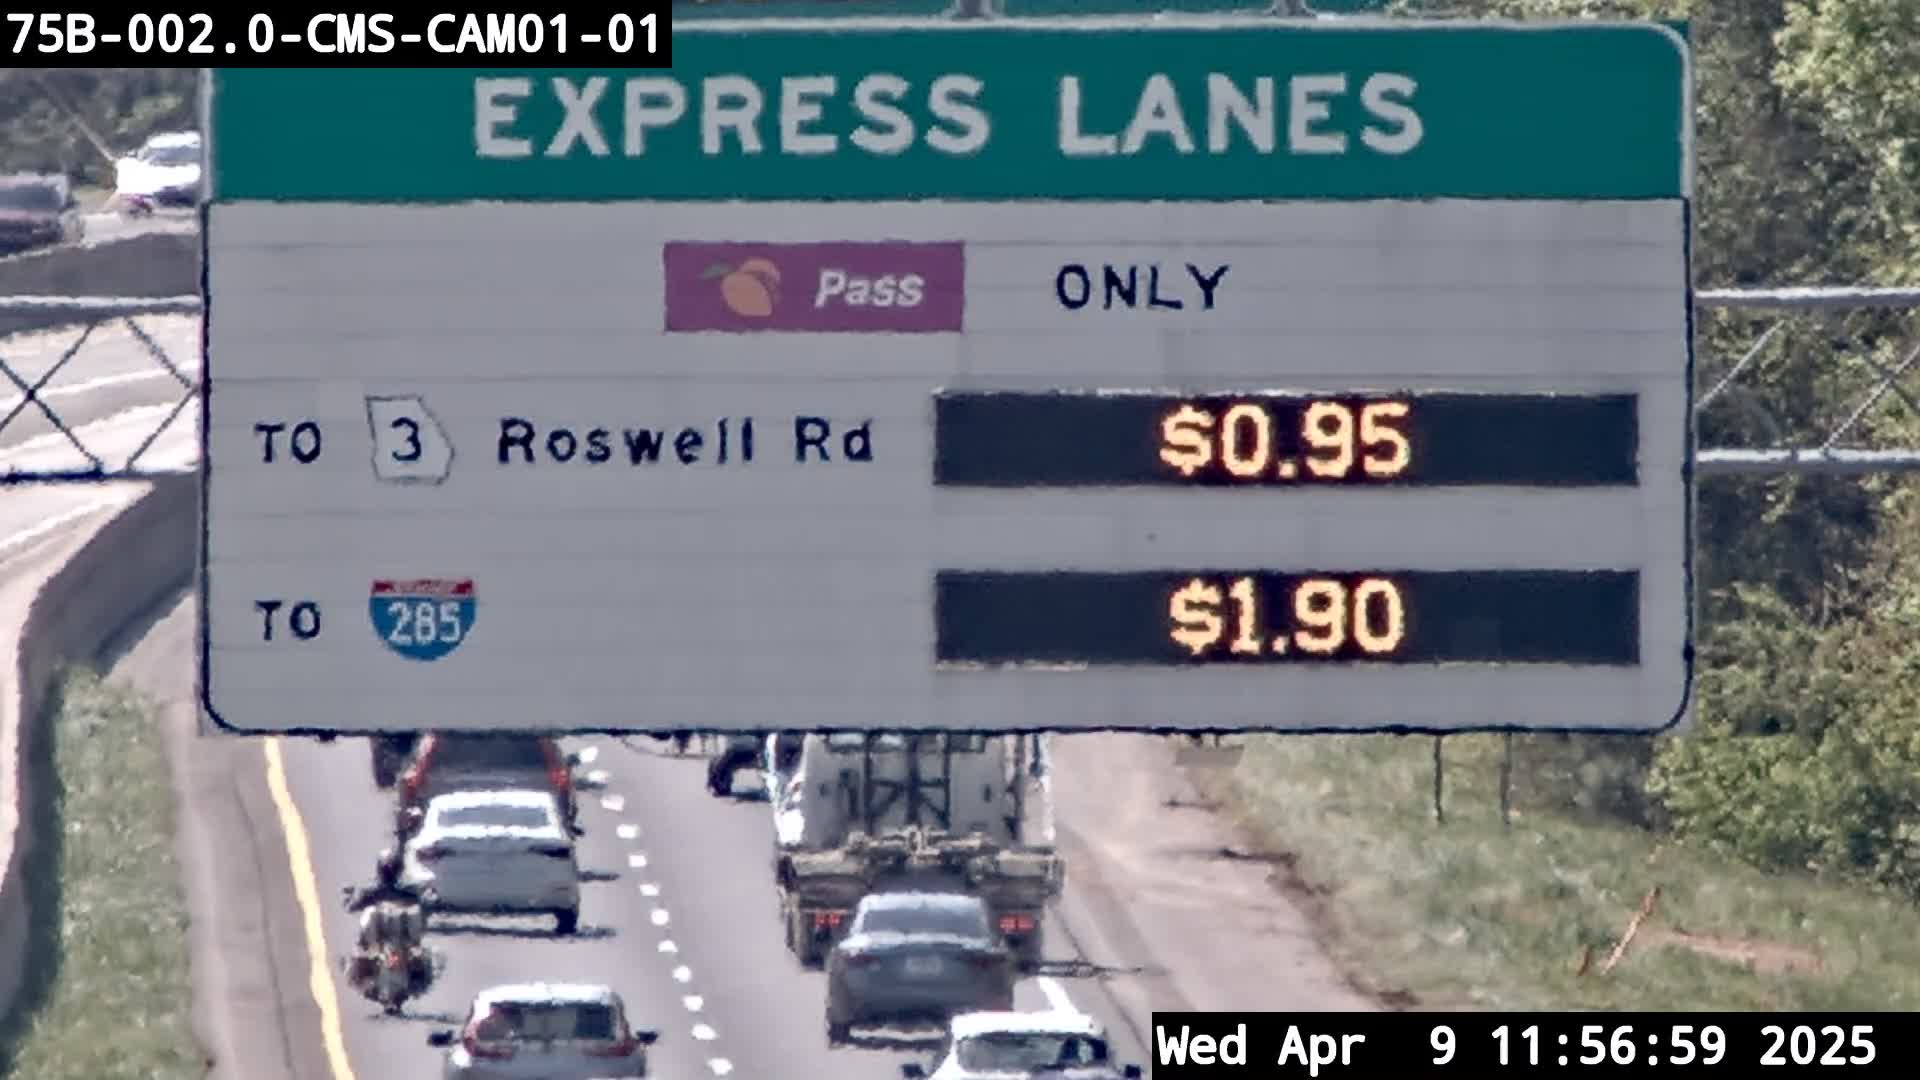 75B-002.0-CMS-CAM01-01
EXPRESS LANES
Pass ONLY
TO 3 Roswell Rd $0.95
TO 285 $1.90
Wed Apr 9 11:56:59 2025